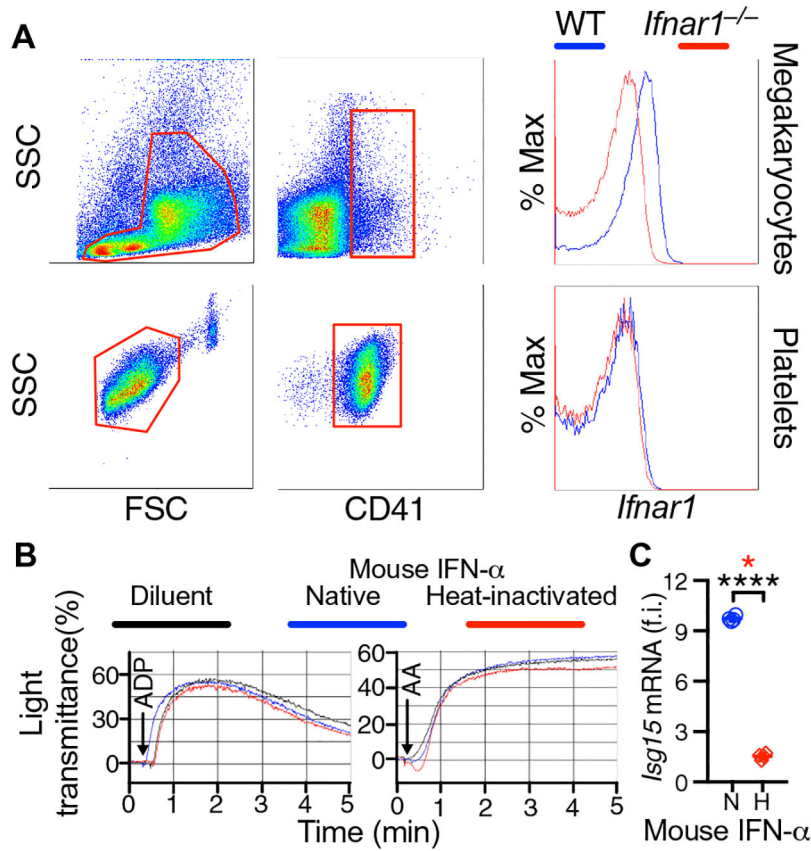 A
WT
Ifnar1–/–
SSC
SSC
FSC
CD41
% Max
% Max
Ifnar1
Megakaryocytes
Platelets
B
Mouse IFN-α
Diluent
Native
Heat-inactivated
Light
transmittance(%)
60
30
0
ADP
0 1 2 3 4 5
60
40
20
0
AA
0 1 2 3 4 5
Time (min)
C
*
****
Isg15 mRNA (f.i.)
12
9
3
0
N H
Mouse IFN-α